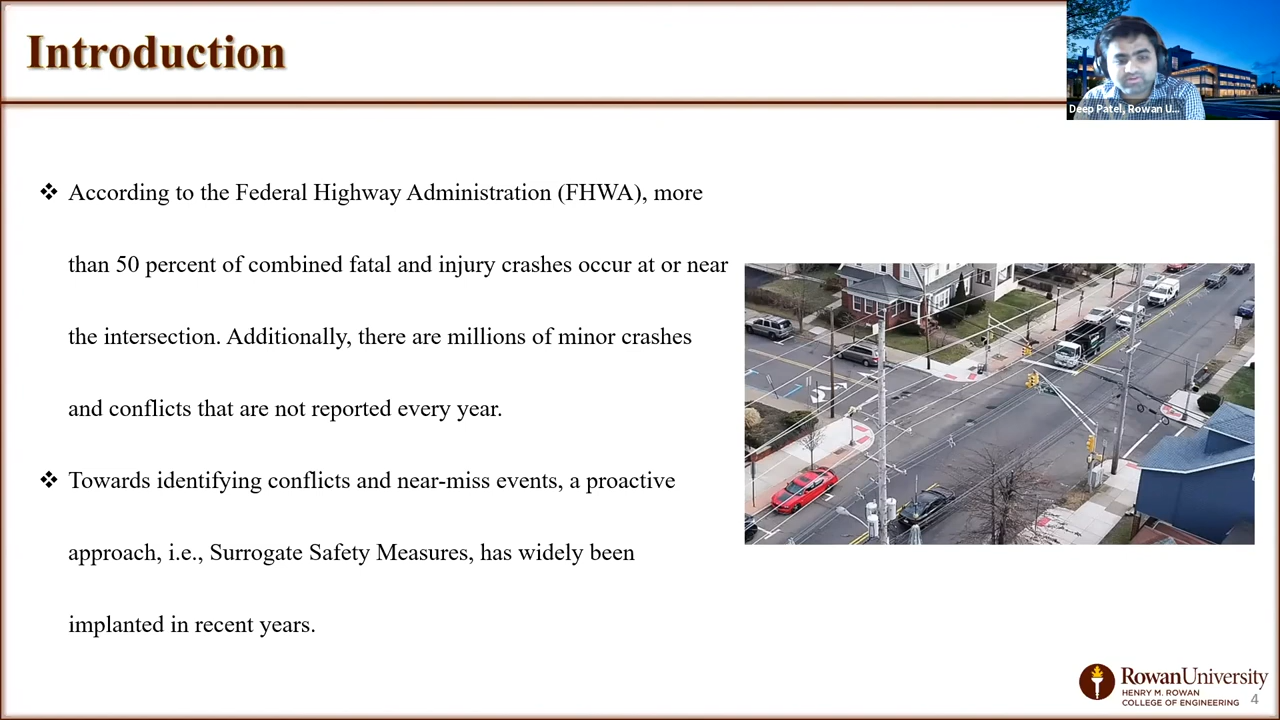 Introduction
Deep Patel, Rowan U...
❖ According to the Federal Highway Administration (FHWA), more
than 50 percent of combined fatal and injury crashes occur at or near
the intersection. Additionally, there are millions of minor crashes
and conflicts that are not reported every year.
❖ Towards identifying conflicts and near-miss events, a proactive
approach, i.e., Surrogate Safety Measures, has widely been
implanted in recent years.
RowanUniversity
HENRY M. ROWAN
COLLEGE OF ENGINEERING
4